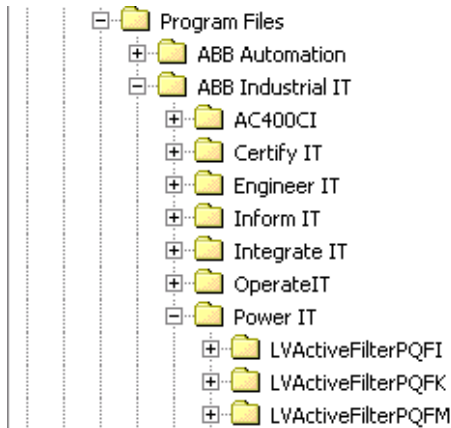 Program Files
ABB Automation
ABB Industrial IT
AC400CI
Certify IT
Engineer IT
Inform IT
Integrate IT
OperateIT
Power IT
LVActiveFilterPQFI
LVActiveFilterPQFK
LVActiveFilterPQFM